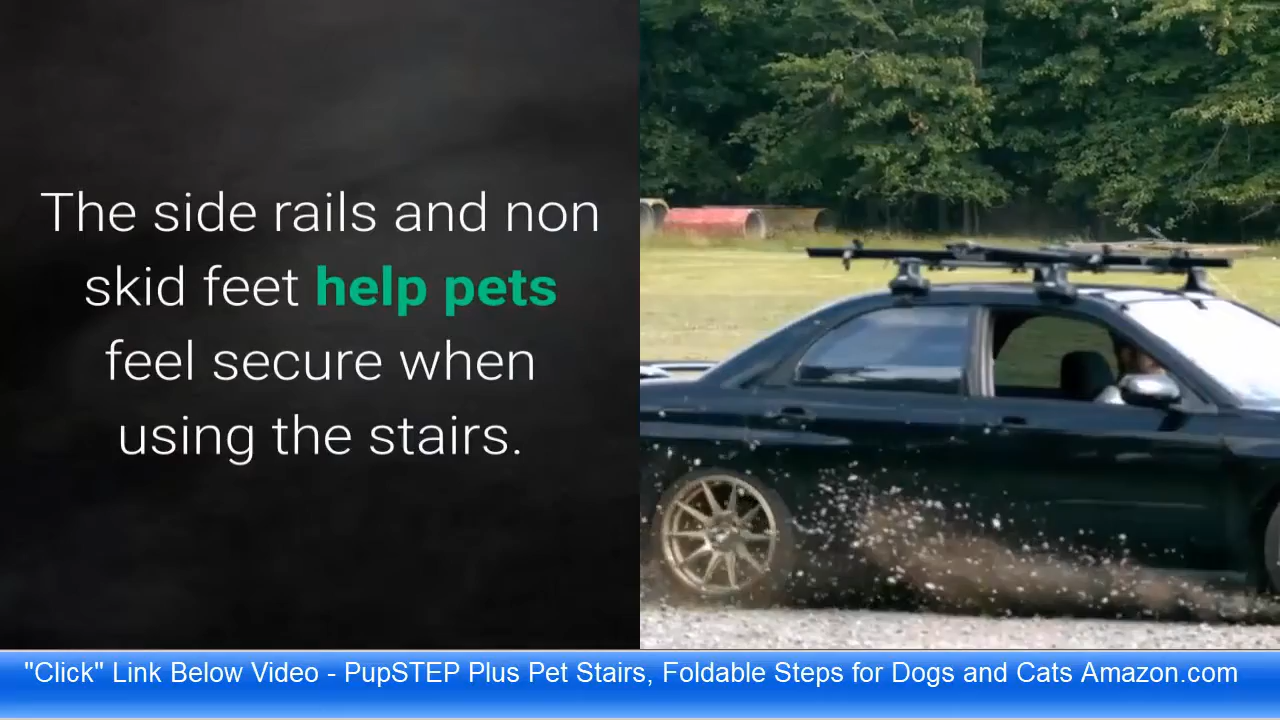 The side rails and non
skid feet help pets
feel secure when
using the stairs.
"Click" Link Below Video - PupSTEP Plus Pet Stairs, Foldable Steps for Dogs and Cats Amazon.com